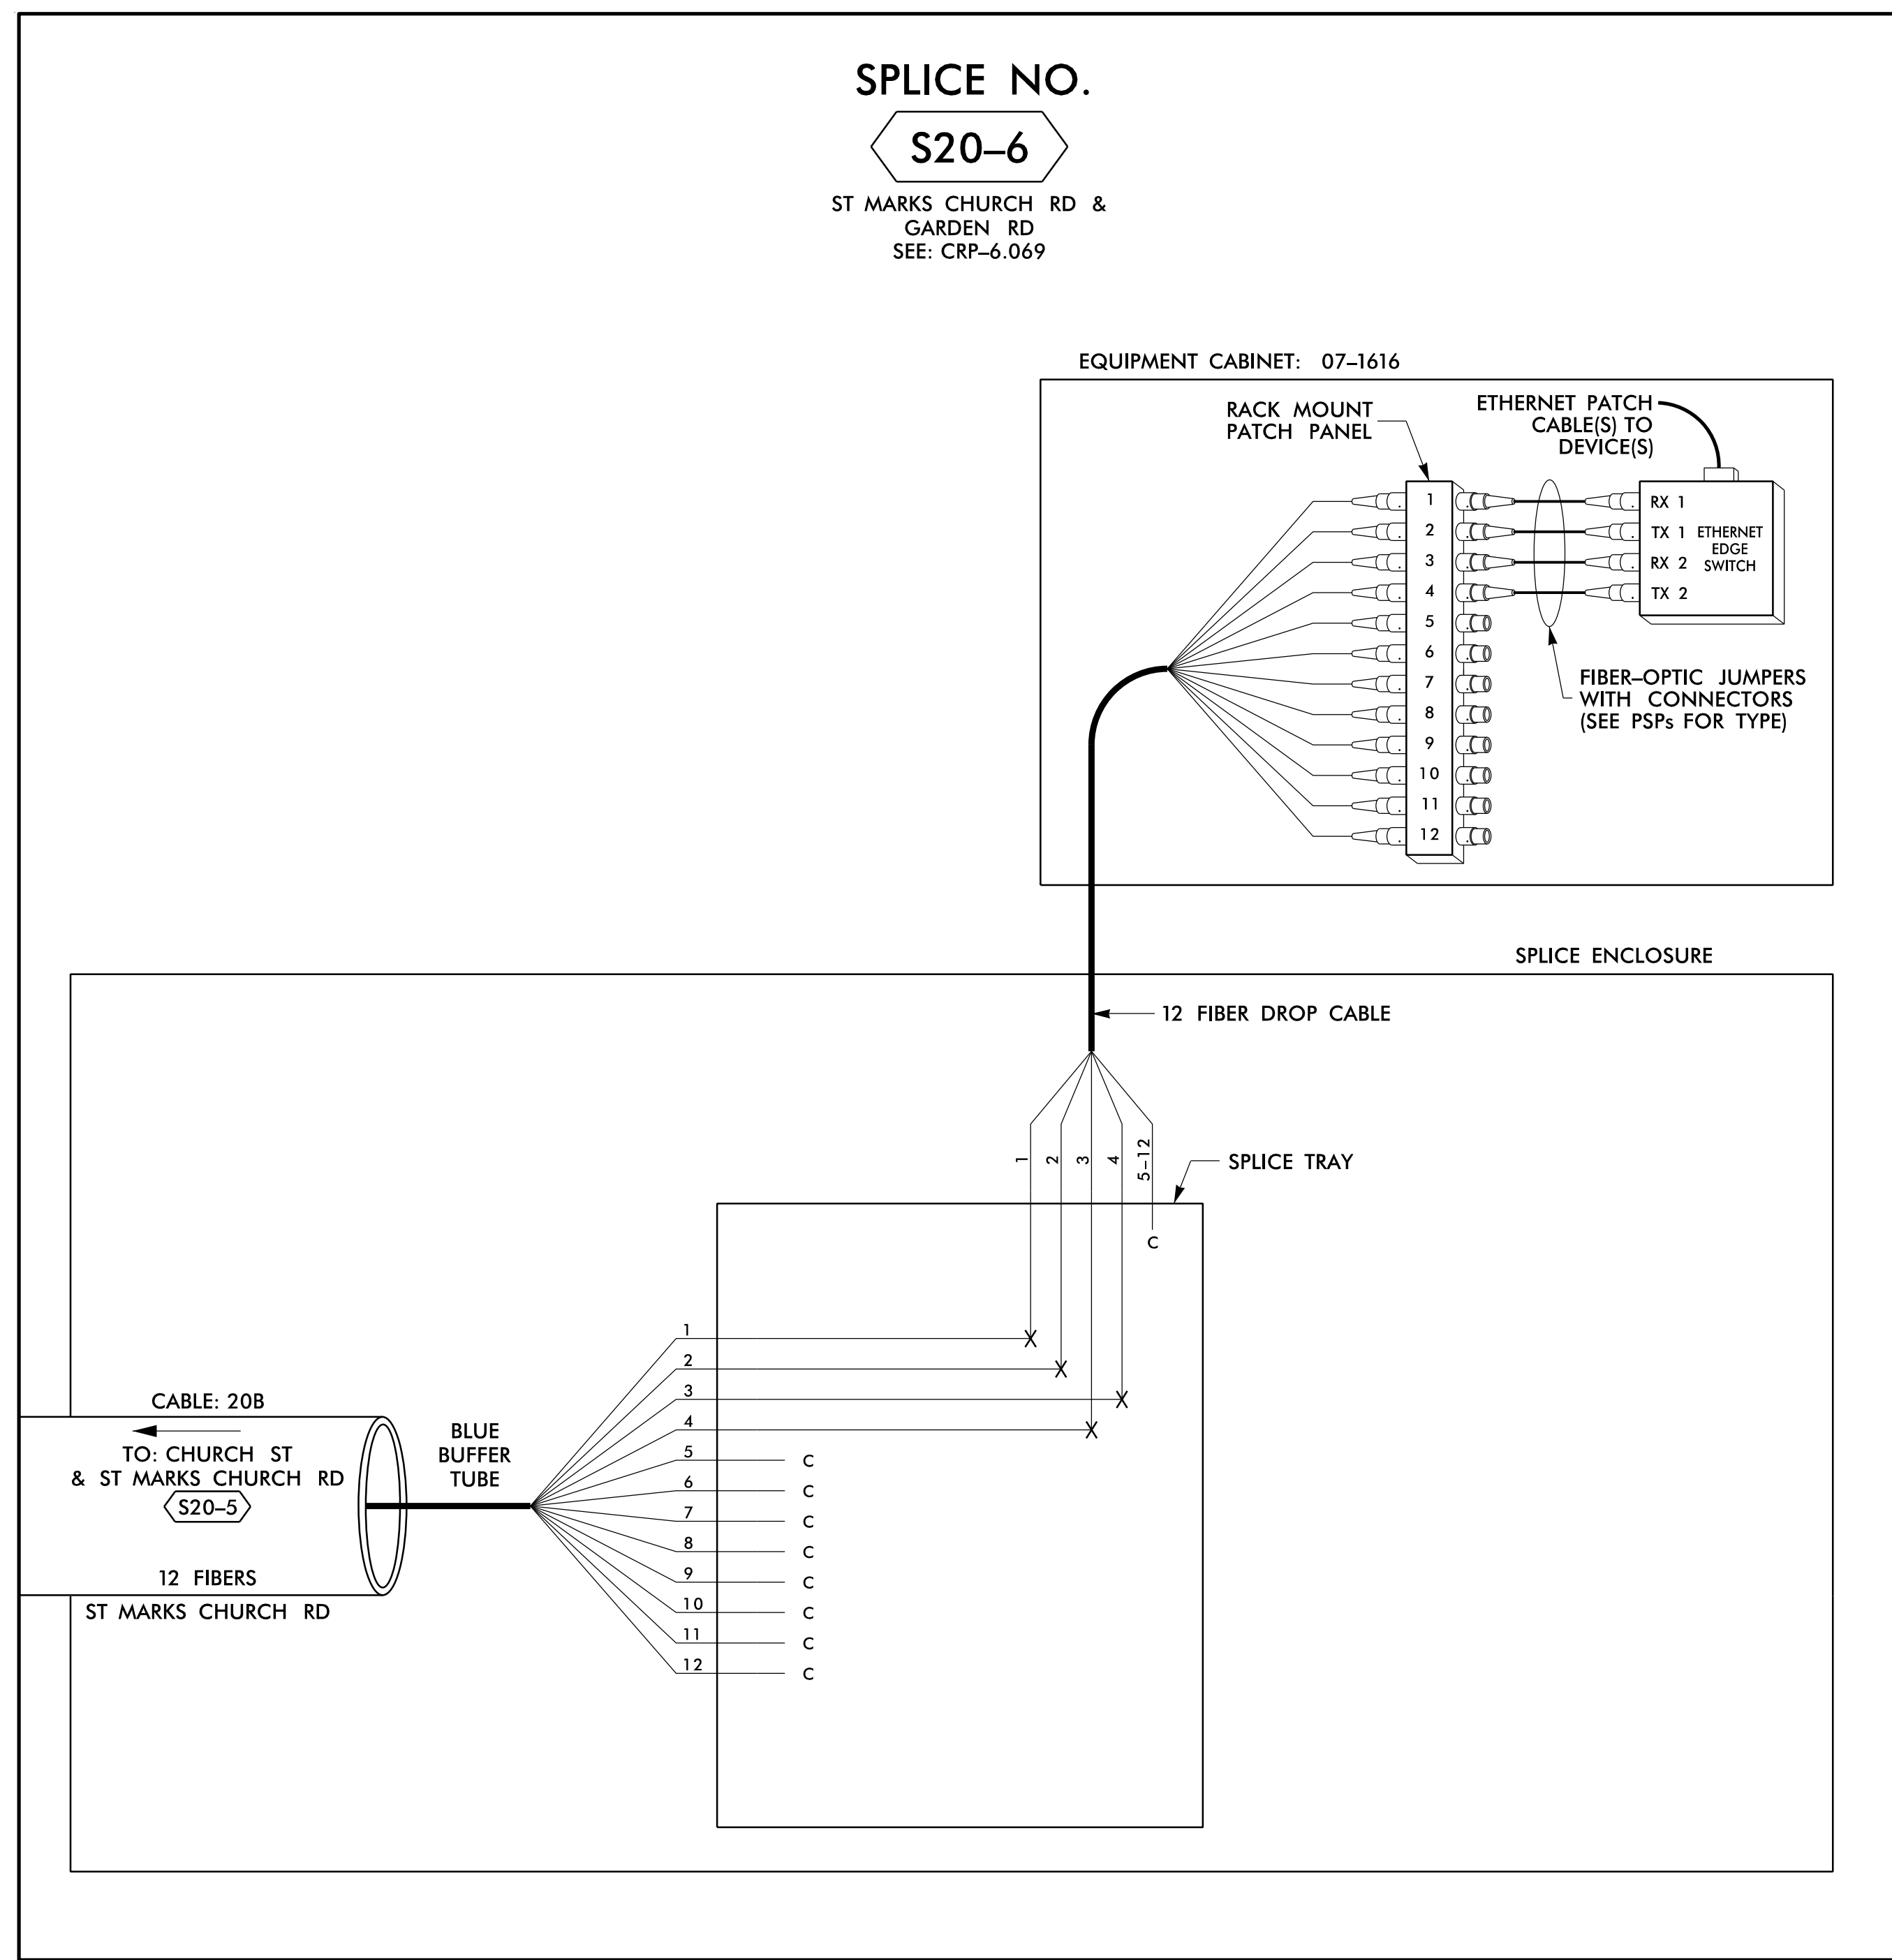 SPLICE NO.
S20–6
ST MARKS CHURCH RD &
GARDEN RD
SEE: CRP–6.069
EQUIPMENT CABINET: 07–1616
RACK MOUNT
PATCH PANEL
ETHERNET PATCH
CABLE(S) TO
DEVICE(S)
1
2
3
4
5
6
7
8
9
10
11
12
RX 1
TX 1
RX 2
TX 2
ETHERNET
EDGE
SWITCH
FIBER–OPTIC JUMPERS
WITH CONNECTORS
(SEE PSPs FOR TYPE)
SPLICE ENCLOSURE
12 FIBER DROP CABLE
1
2
3
4
5–12
SPLICE TRAY
C
CABLE: 20B
TO: CHURCH ST
& ST MARKS CHURCH RD
S20–5
12 FIBERS
ST MARKS CHURCH RD
BLUE
BUFFER
TUBE
1
2
3
4
5 C
6 C
7 C
8 C
9 C
10 C
11 C
12 C